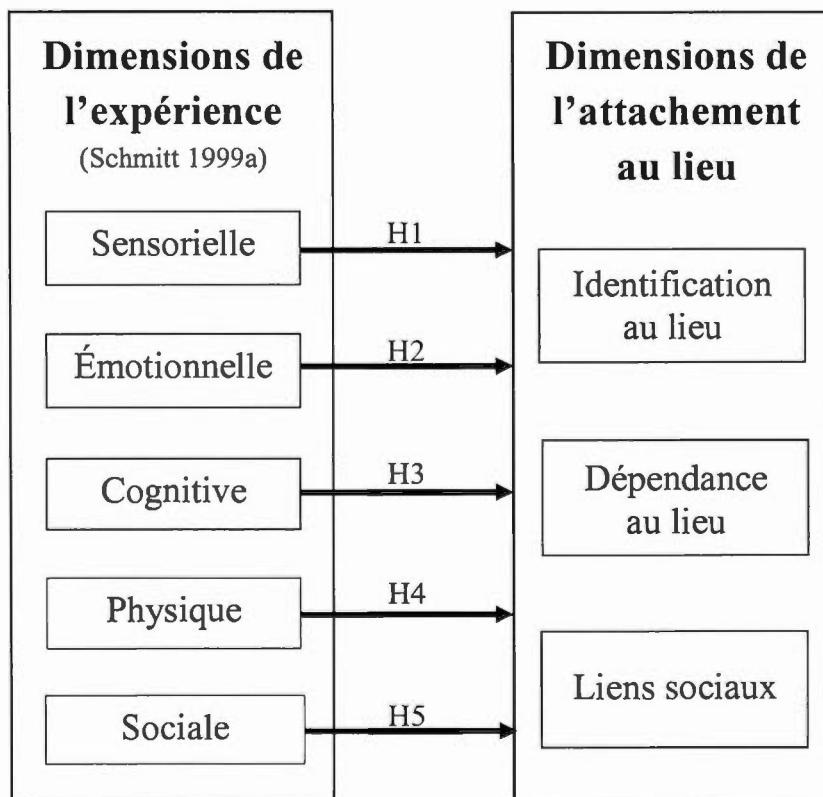 Dimensions de
l'expérience
(Schmitt 1999a)
Sensorielle
Émotionnelle
Cognitive
Physique
Sociale
H1
H2
H3
H4
H5
Dimensions de
l'attachement
au lieu
Identification
au lieu
Dépendance
au lieu
Liens sociaux